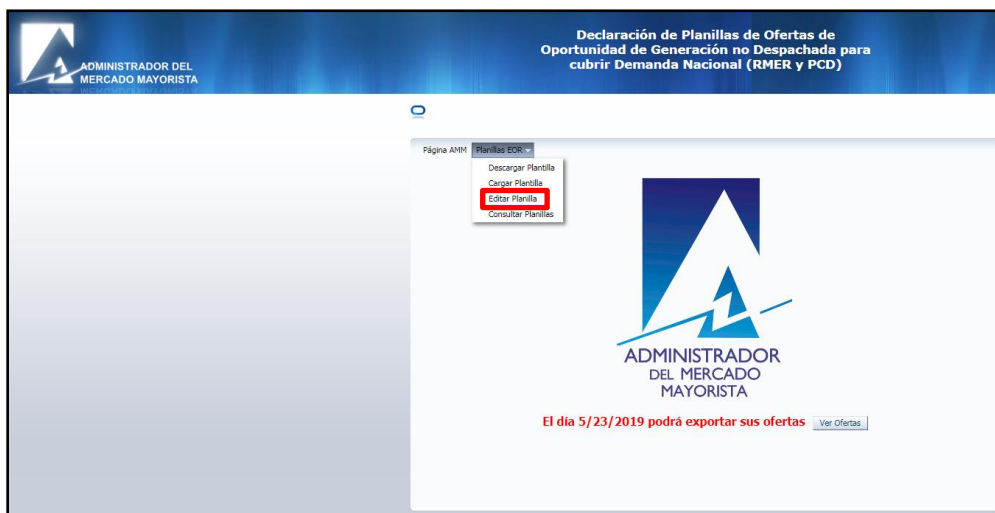 ADMINISTRADOR DEL
MERCADO MAYORISTA
Declaración de Planillas de Ofertas de
Oportunidad de Generación no Despachada para
cubrir Demanda Nacional (RMER y PCD)
Página AMM Planillas EOR
Descargar Plantilla
Cargar Plantilla
Editar Planilla
Consultar Planillas
ADMINISTRADOR
DEL MERCADO
MAYORISTA
El día 5/23/2019 podrá exportar sus ofertas Ver Ofertas